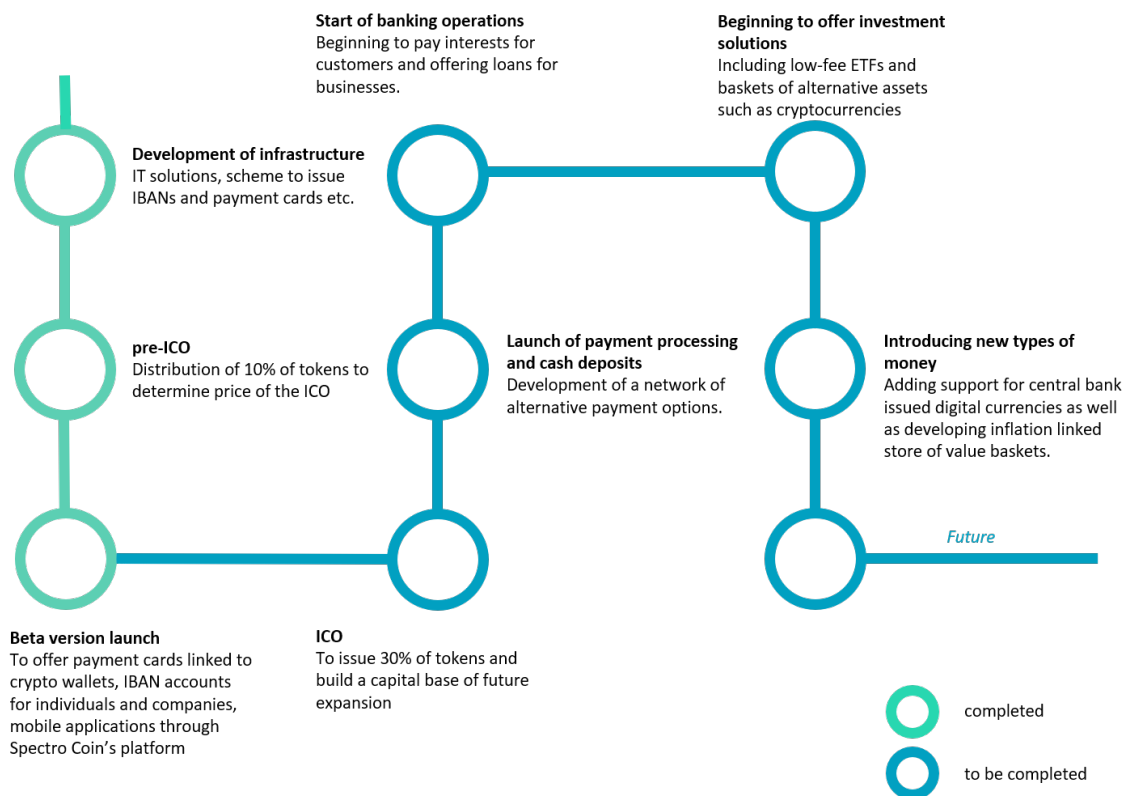 Start of banking operations
Beginning to pay interests for
customers and offering loans for
businesses.
Beginning to offer investment
solutions
Including low-fee ETFs and
baskets of alternative assets
such as cryptocurrencies
Development of infrastructure
IT solutions, scheme to issue
IBANs and payment cards etc.
pre-ICO
Distribution of 10% of tokens to
determine price of the ICO
Launch of payment processing
and cash deposits
Development of a network of
alternative payment options.
Introducing new types of
money
Adding support for central bank
issued digital currencies as well
as developing inflation linked
store of value baskets.
Future
Beta version launch
To offer payment cards linked to
crypto wallets, IBAN accounts
for individuals and companies,
mobile applications through
Spectro Coin’s platform
ICO
To issue 30% of tokens and
build a capital base of future
expansion
completed
to be completed